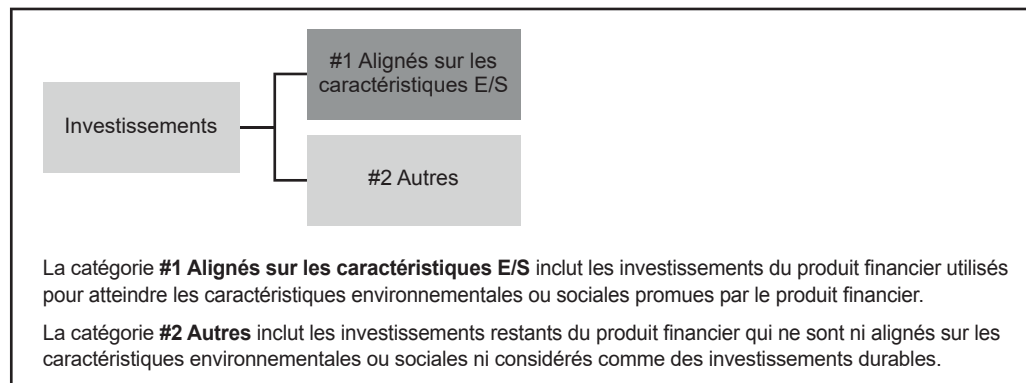 #1 Alignés sur les
caractéristiques E/S
Investissements
#2 Autres
La catégorie #1 Alignés sur les caractéristiques E/S inclut les investissements du produit financier utilisés
pour atteindre les caractéristiques environnementales ou sociales promues par le produit financier.
La catégorie #2 Autres inclut les investissements restants du produit financier qui ne sont ni alignés sur les
caractéristiques environnementales ou sociales ni considérés comme des investissements durables.